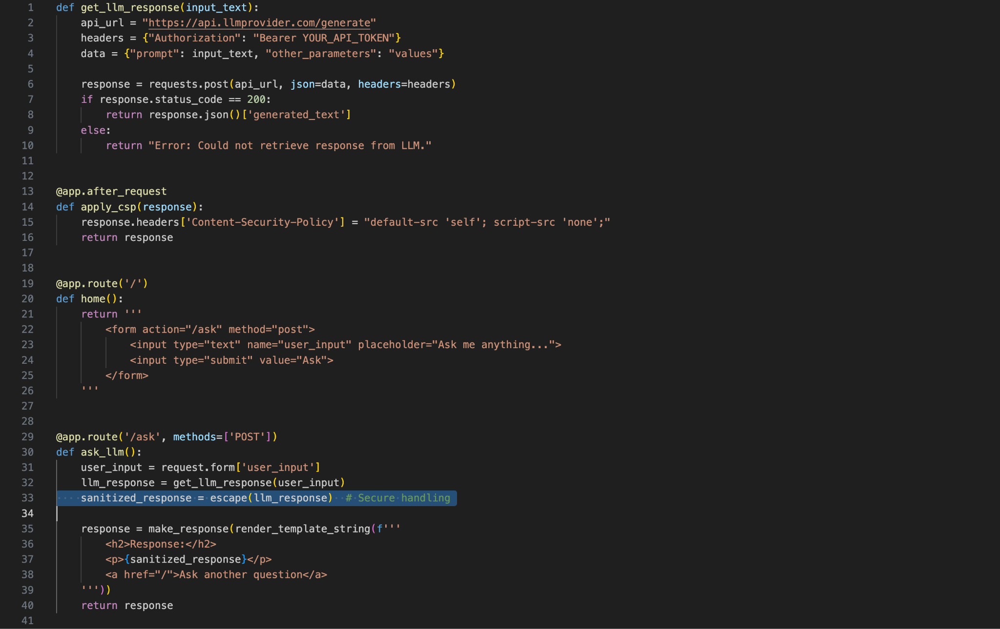 1 def get_llm_response(input_text):
2     api_url = "https://api.llmprovider.com/generate"
3     headers = {"Authorization": "Bearer YOUR_API_TOKEN"}
4     data = {"prompt": input_text, "other_parameters": "values"}
5
6     response = requests.post(api_url, json=data, headers=headers)
7     if response.status_code == 200:
8         return response.json()['generated_text']
9     else:
10         return "Error: Could not retrieve response from LLM."
11
12
13 @app.after_request
14 def apply_csp(response):
15     response.headers['Content-Security-Policy'] = "default-src 'self'; script-src 'none';"
16     return response
17
18
19 @app.route('/')
20 def home():
21     return '''
22         <form action="/ask" method="post">
23             <input type="text" name="user_input" placeholder="Ask me anything...">
24             <input type="submit" value="Ask">
25         </form>
26     '''
27
28
29 @app.route('/ask', methods=['POST'])
30 def ask_llm():
31     user_input = request.form['user_input']
32     llm_response = get_llm_response(user_input)
33     sanitized_response = escape(llm_response)  # Secure handling
34
35     response = make_response(render_template_string(f'''
36         <h2>Response:</h2>
37         <p>{sanitized_response}</p>
38         <a href="/">Ask another question</a>
39     '''))
40     return response
41